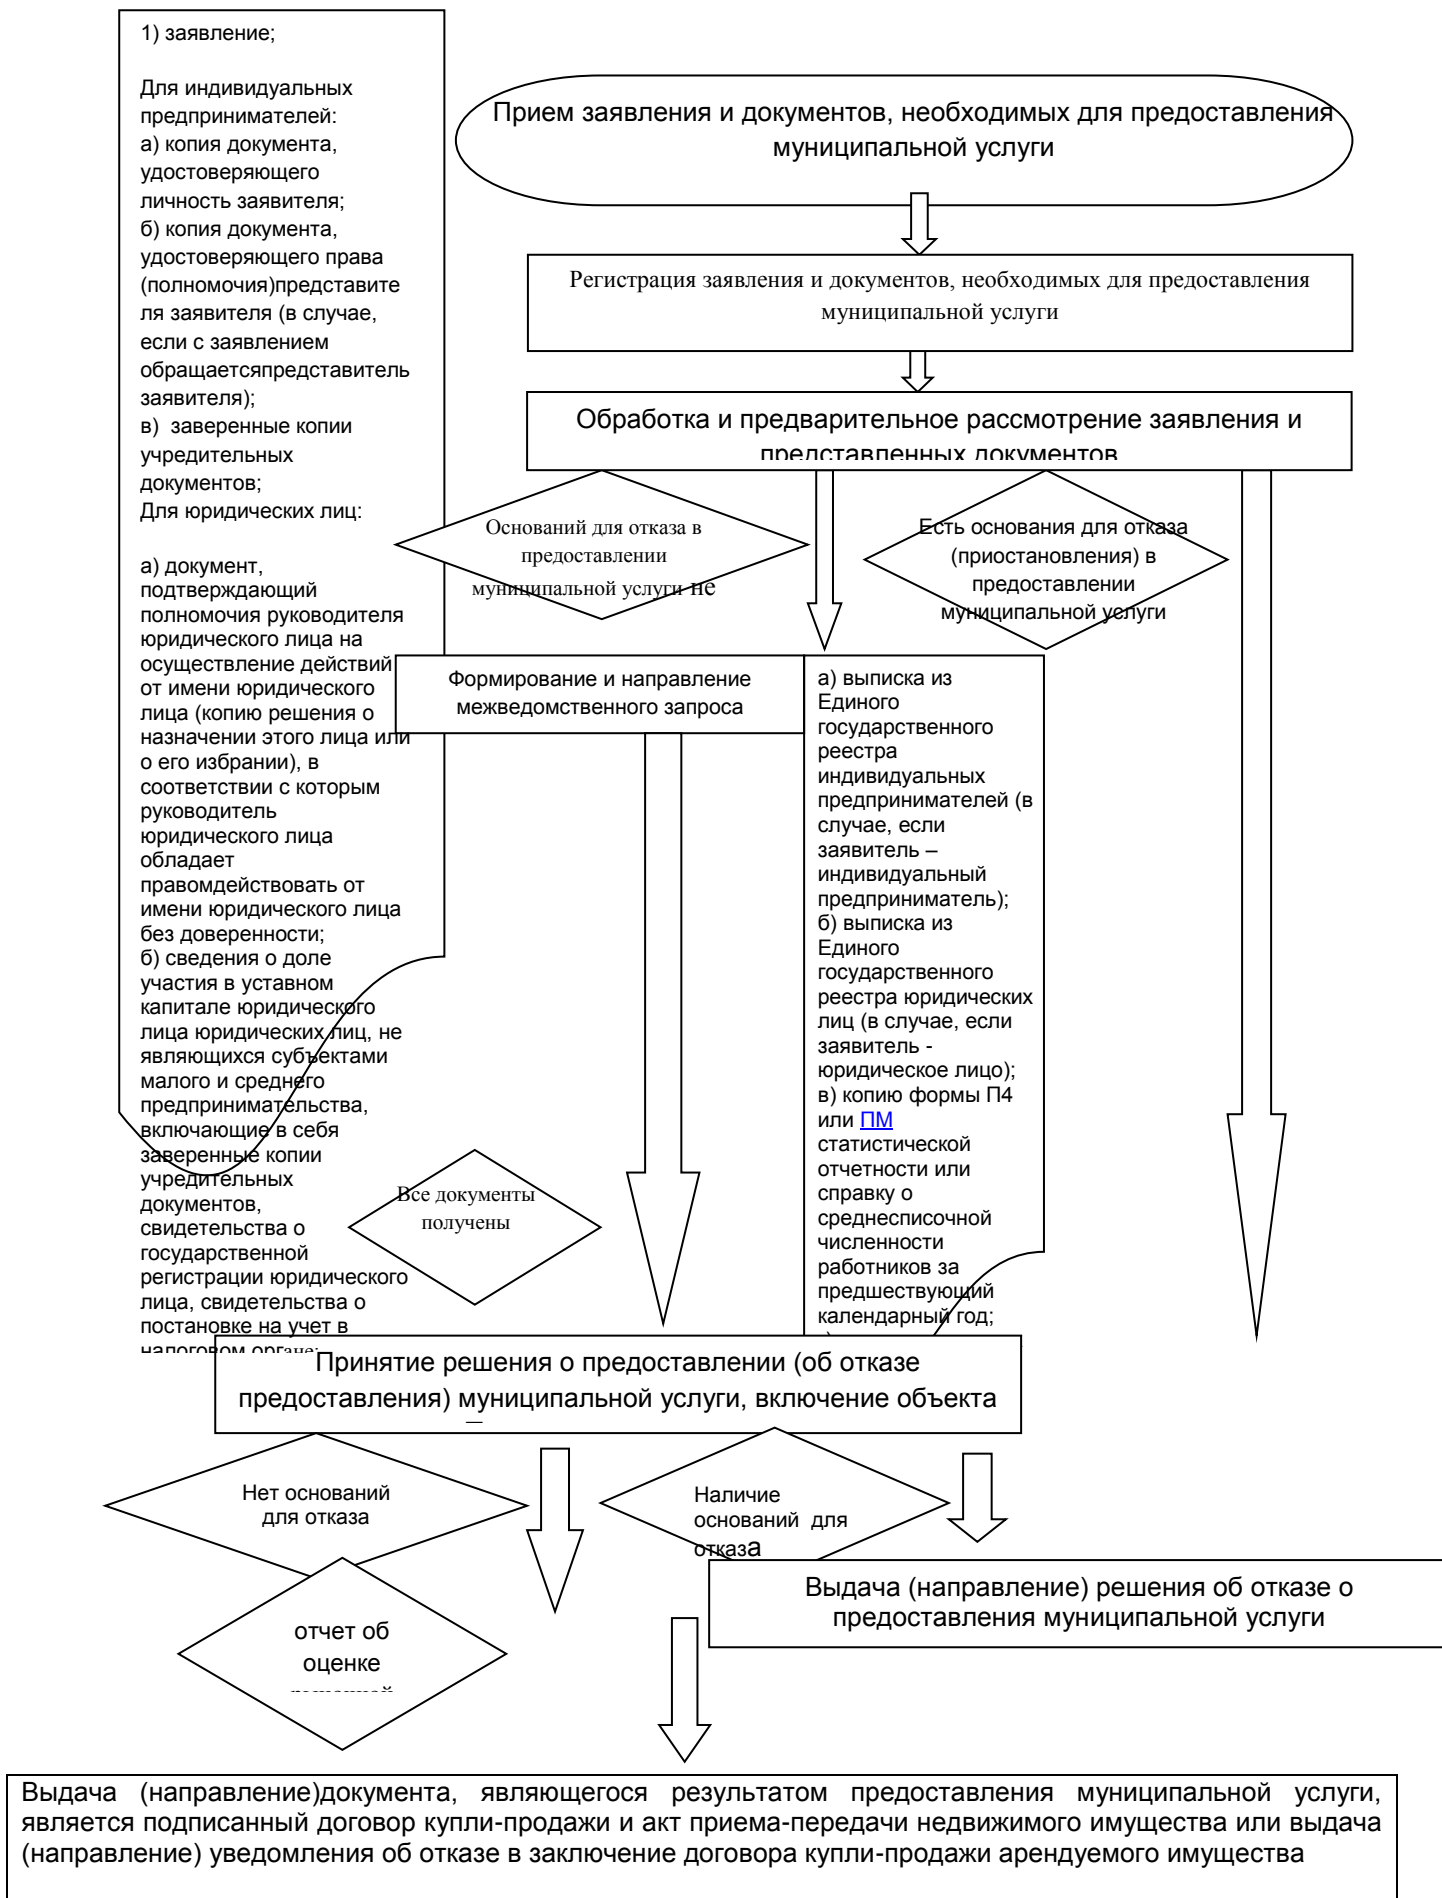 1) заявление;
Для индивидуальных
предпринимателей:
а) копия документа,
удостоверяющего
личность заявителя;
б) копия документа,
удостоверяющего права
(полномочия)представите
ля заявителя (в случае,
если с заявлением
обращаетсяпредставитель
заявителя);
в) заверенные копии
учредительных
документов;
Для юридических лиц:
а) документ,
подтверждающий
полномочия руководителя
юридического лица на
осуществление действий
от имени юридического
лица (копию решения о
назначении этого лица или
о его избрании), в
соответствии с которым
руководитель
юридического лица
обладает
правомдействовать от
имени юридического лица
без доверенности;
б) сведения о доле
участия в уставном
капитале юридического
лица юридических лиц, не
являющихся субъектами
малого и среднего
предпринимательства,
включающие в себя
заверенные копии
учредительных
документов,
свидетельства о
государственной
регистрации юридического
лица, свидетельства о
постановке на учет в
налоговом органе;
Прием заявления и документов, необходимых для предоставления
муниципальной услуги
Регистрация заявления и документов, необходимых для предоставления
муниципальной услуги
Обработка и предварительное рассмотрение заявления и
представленных документов
Оснований для отказа в
предоставлении
муниципальной услуги не
Есть основания для отказа
(приостановления) в
предоставлении
муниципальной услуги
Формирование и направление
межведомственного запроса
а) выписка из
Единого
государственного
реестра
индивидуальных
предпринимателей (в
случае, если
заявитель –
индивидуальный
предприниматель);
б) выписка из
Единого
государственного
реестра юридических
лиц (в случае, если
заявитель -
юридическое лицо);
в) копию формы П4
или ПМ
статистической
отчетности или
справку о
среднесписочной
численности
работников за
предшествующий
календарный год;
Все документы
получены
Принятие решения о предоставлении (об отказе
предоставления) муниципальной услуги, включение объекта
Нет оснований
для отказа
Наличие
оснований для
отказа
Выдача (направление) решения об отказе о
предоставления муниципальной услуги
отчет об
оценке
Выдача (направление)документа, являющегося результатом предоставления муниципальной услуги,
является подписанный договор купли-продажи и акт приема-передачи недвижимого имущества или выдача
(направление) уведомления об отказе в заключение договора купли-продажи арендуемого имущества